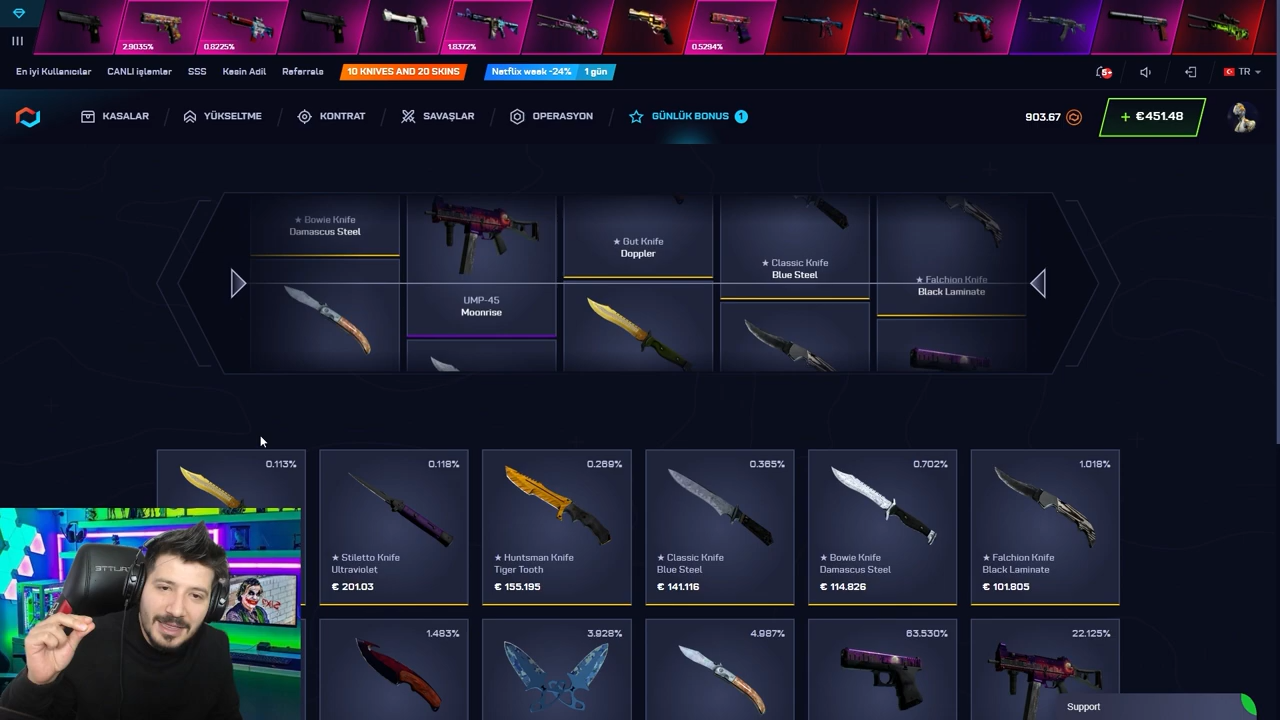 2.9035%
0.8225%
1.8372%
0.5294%
En iyi Kullanıcılar
CANLI işlemler
SSS
Kesin Adil
Referrals
10 KNIVES AND 20 SKINS
Netflix week -24%
1 gün
5+
TR
KASALAR
YÜKSELTME
KONTRAT
SAVAŞLAR
OPERASYON
GÜNLÜK BONUS
1
903.67
+ €451.48
★ Bowie Knife
Damascus Steel
UMP-45
Moonrise
★ Gut Knife
Doppler
★ Classic Knife
Blue Steel
★ Falchion Knife
Black Laminate
0.113%
0.118%
★ Stiletto Knife
Ultraviolet
€ 201.03
0.269%
★ Huntsman Knife
Tiger Tooth
€ 155.195
0.365%
★ Classic Knife
Blue Steel
€ 141.116
0.702%
★ Bowie Knife
Damascus Steel
€ 114.826
1.018%
★ Falchion Knife
Black Laminate
€ 101.805
1.483%
3.928%
4.987%
63.530%
22.125%
Support